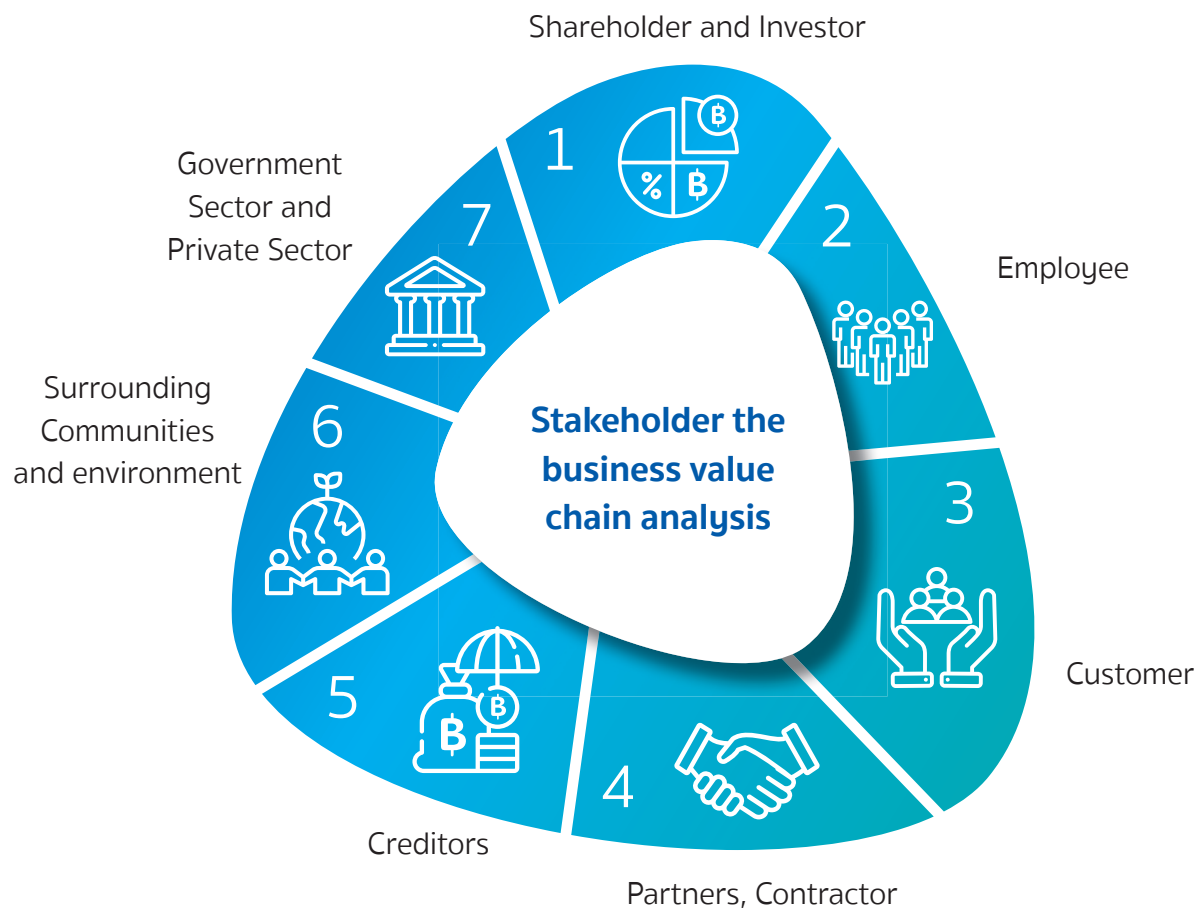 Shareholder and Investor
1
฿
%
฿
2
Employee
3
Customer
4
Partners, Contractor
5
฿
฿
Creditors
6
Surrounding
Communities
and environment
7
Government
Sector and
Private Sector
Stakeholder the
business value
chain analysis